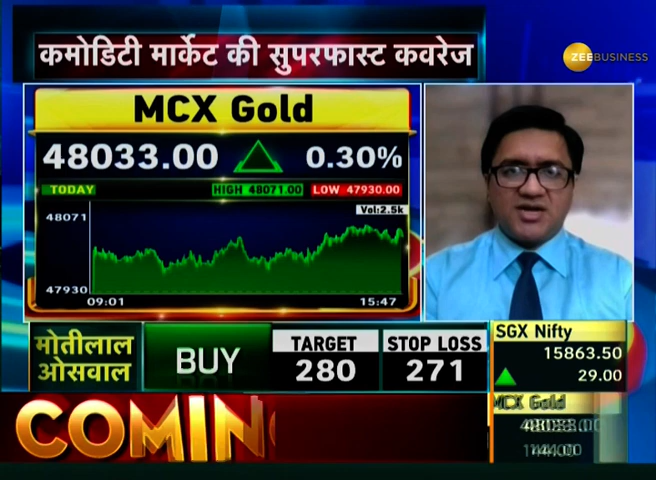 कमोडिटी मार्केट की सुपरफास्ट कवरेज
ZEE BUSINESS
MCX Gold
48033.00 0.30%
TODAY HIGH 48071.00 LOW 47930.00
Vol:2.5k
48071
47930
09:01 15:47
मोतीलाल
ओसवाल
BUY
TARGET
280
STOP LOSS
271
SGX Nifty
15863.50
29.00
MCX Gold
COMIN